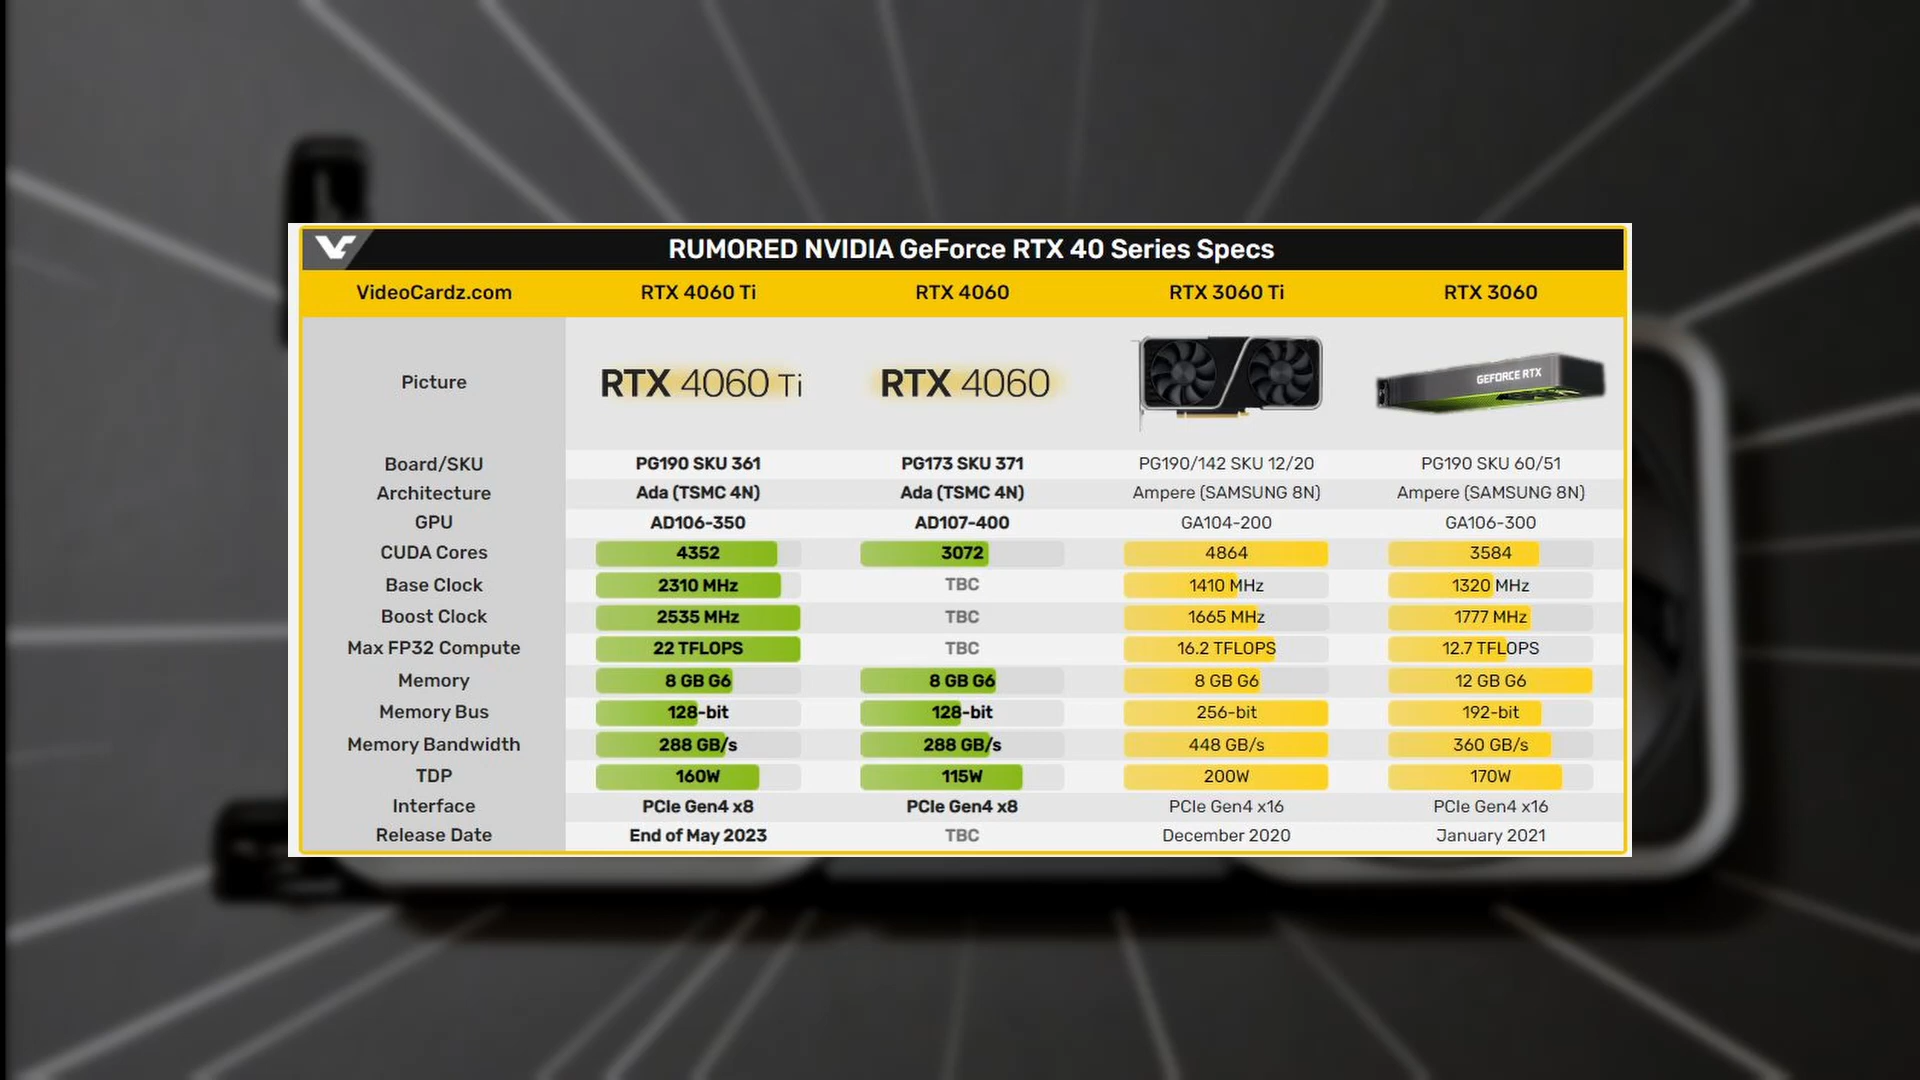 RUMORED NVIDIA GeForce RTX 40 Series Specs
VideoCardz.com RTX 4060 Ti RTX 4060 RTX 3060 Ti RTX 3060
Picture RTX 4060 Ti RTX 4060 GEFORCE RTX
Board/SKU PG190 SKU 361 PG173 SKU 371 PG190/142 SKU 12/20 PG190 SKU 60/51
Architecture Ada (TSMC 4N) Ada (TSMC 4N) Ampere (SAMSUNG 8N) Ampere (SAMSUNG 8N)
GPU AD106-350 AD107-400 GA104-200 GA106-300
CUDA Cores 4352 3072 4864 3584
Base Clock 2310 MHz TBC 1410 MHz 1320 MHz
Boost Clock 2535 MHz TBC 1665 MHz 1777 MHz
Max FP32 Compute 22 TFLOPS TBC 16.2 TFLOPS 12.7 TFLOPS
Memory 8 GB G6 8 GB G6 8 GB G6 12 GB G6
Memory Bus 128-bit 128-bit 256-bit 192-bit
Memory Bandwidth 288 GB/s 288 GB/s 448 GB/s 360 GB/s
TDP 160W 115W 200W 170W
Interface PCIe Gen4 x8 PCIe Gen4 x8 PCIe Gen4 x16 PCIe Gen4 x16
Release Date End of May 2023 TBC December 2020 January 2021